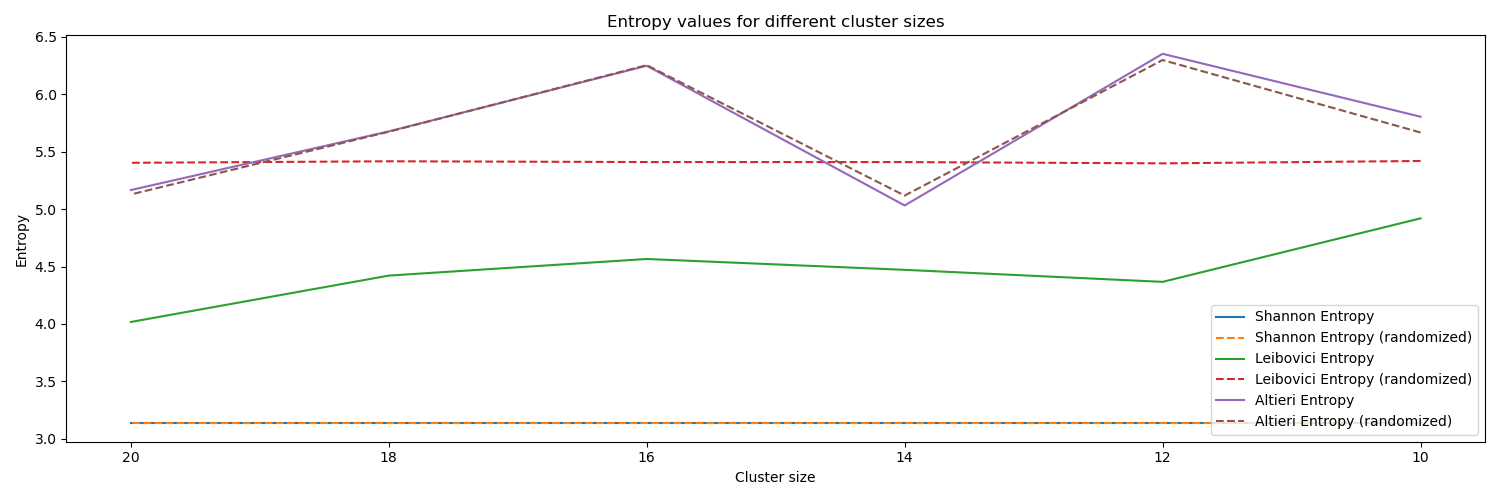 Entropy values for different cluster sizes
6.5
6.0
5.5
5.0
4.5
4.0
3.5
3.0
Entropy
20 18 16 14 12 10
Cluster size
Shannon Entropy
Shannon Entropy (randomized)
Leibovici Entropy
Leibovici Entropy (randomized)
Altieri Entropy
Altieri Entropy (randomized)